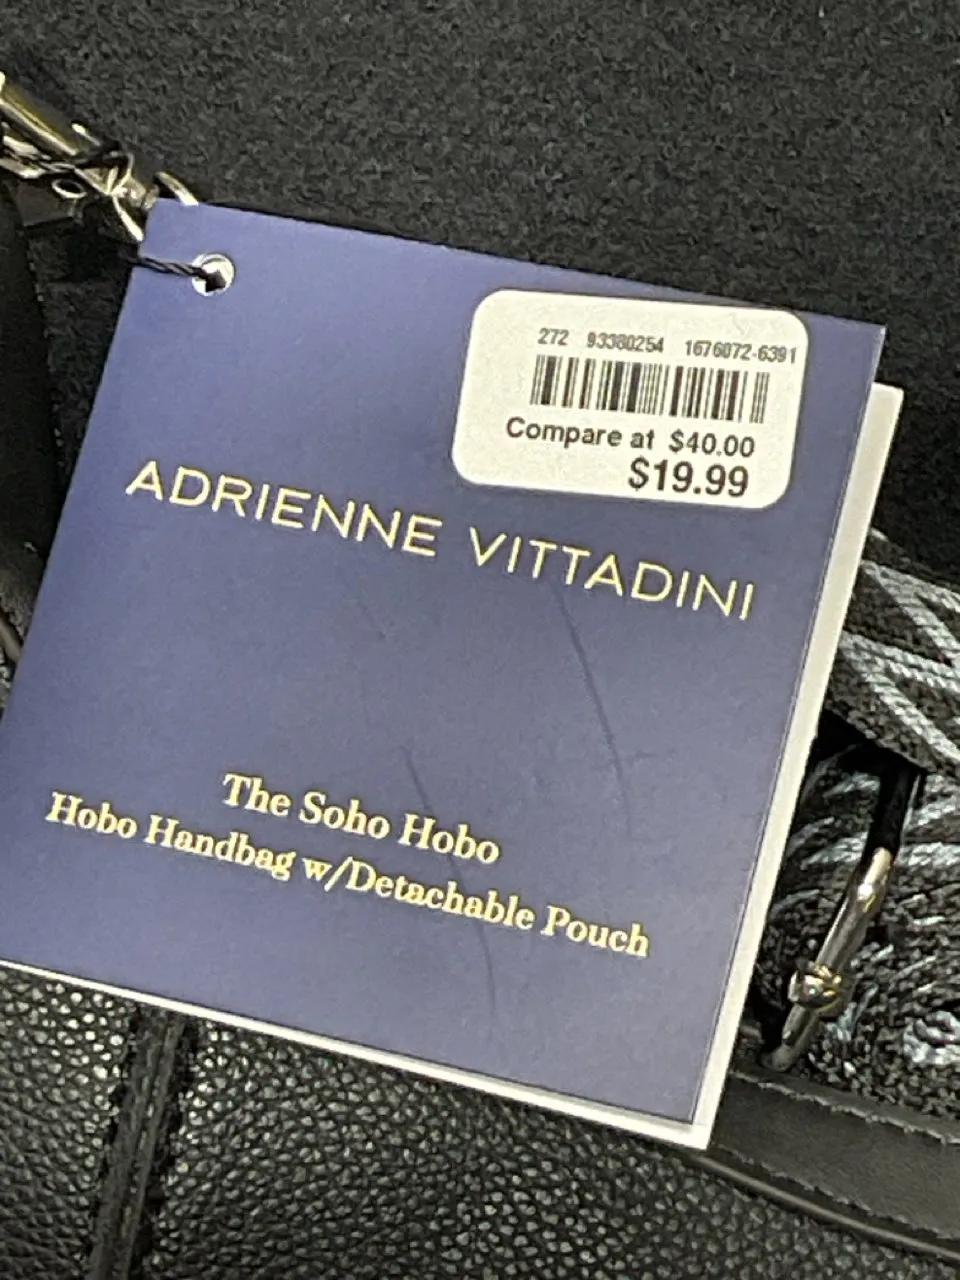 272 93380254 1676072-6391
Compare at $40.00
$19.99
ADRIENNE VITTADINI
The Soho Hobo
Hobo Handbag w/Detachable Pouch